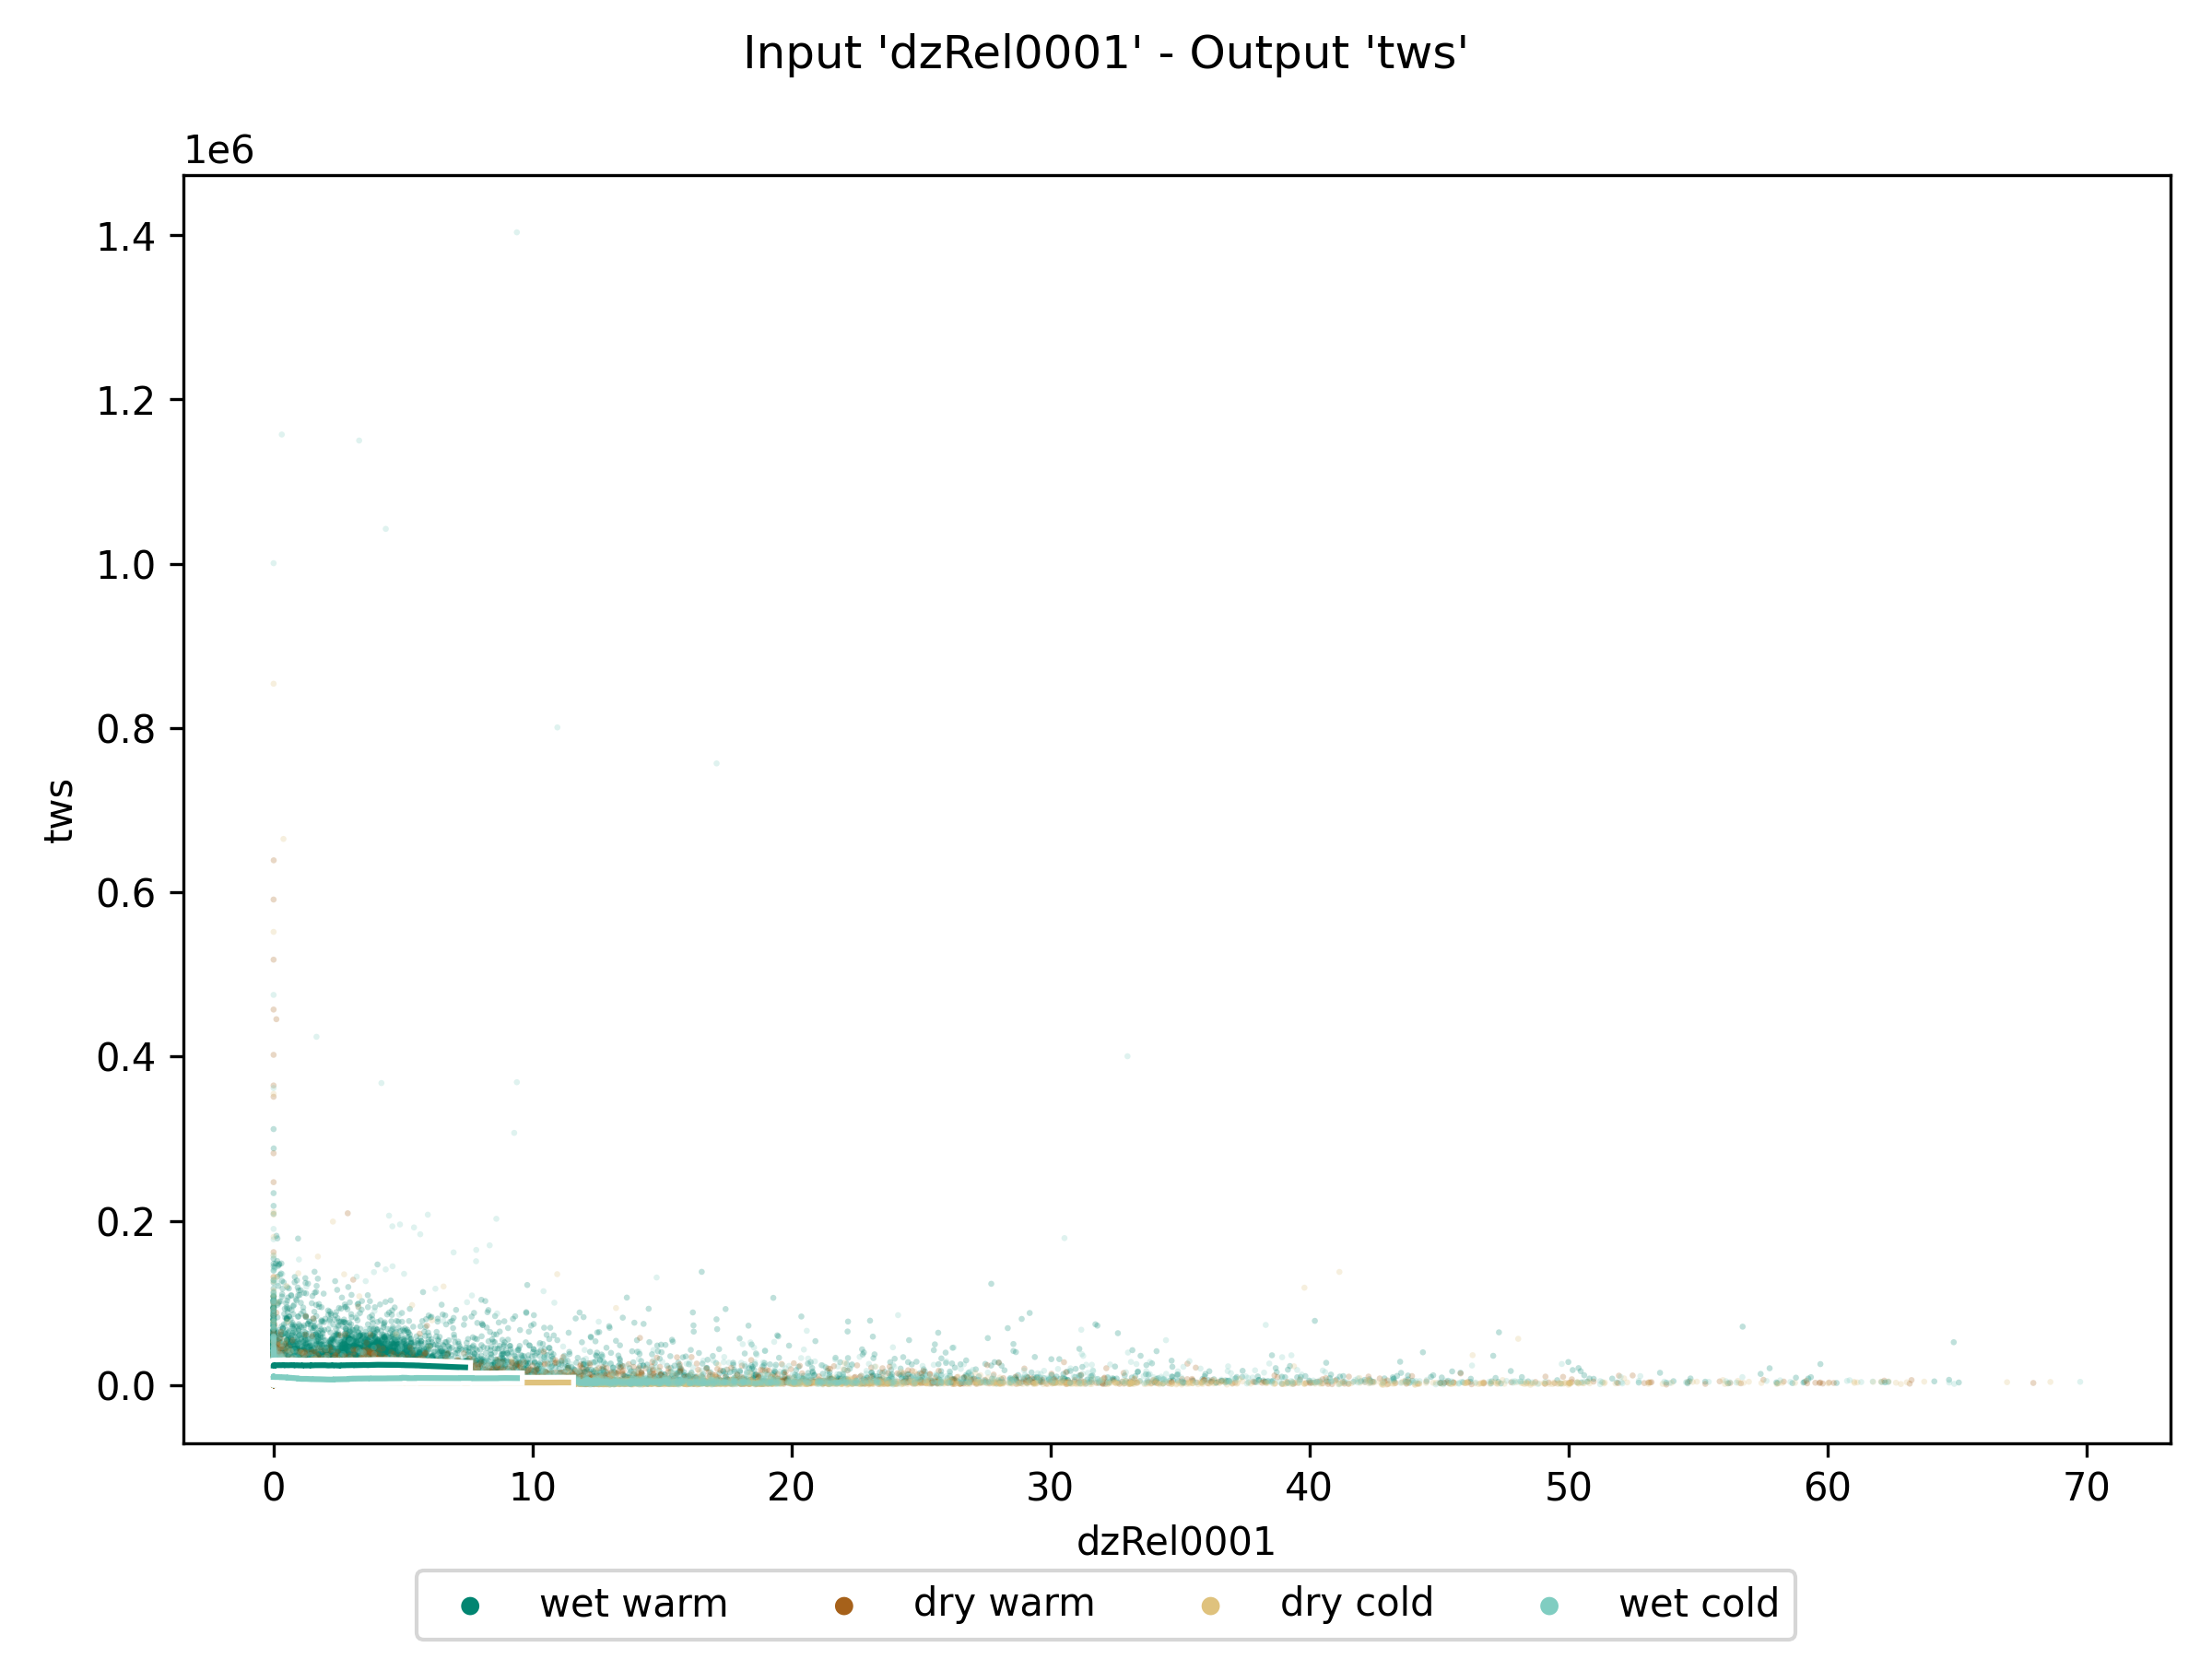 Input 'dzRel0001' - Output 'tws'
1e6
1.4
1.2
1.0
0.8
0.6
0.4
0.2
0.0
tws
0 10 20 30 40 50 60 70
dzRel0001
wet warm dry warm dry cold wet cold